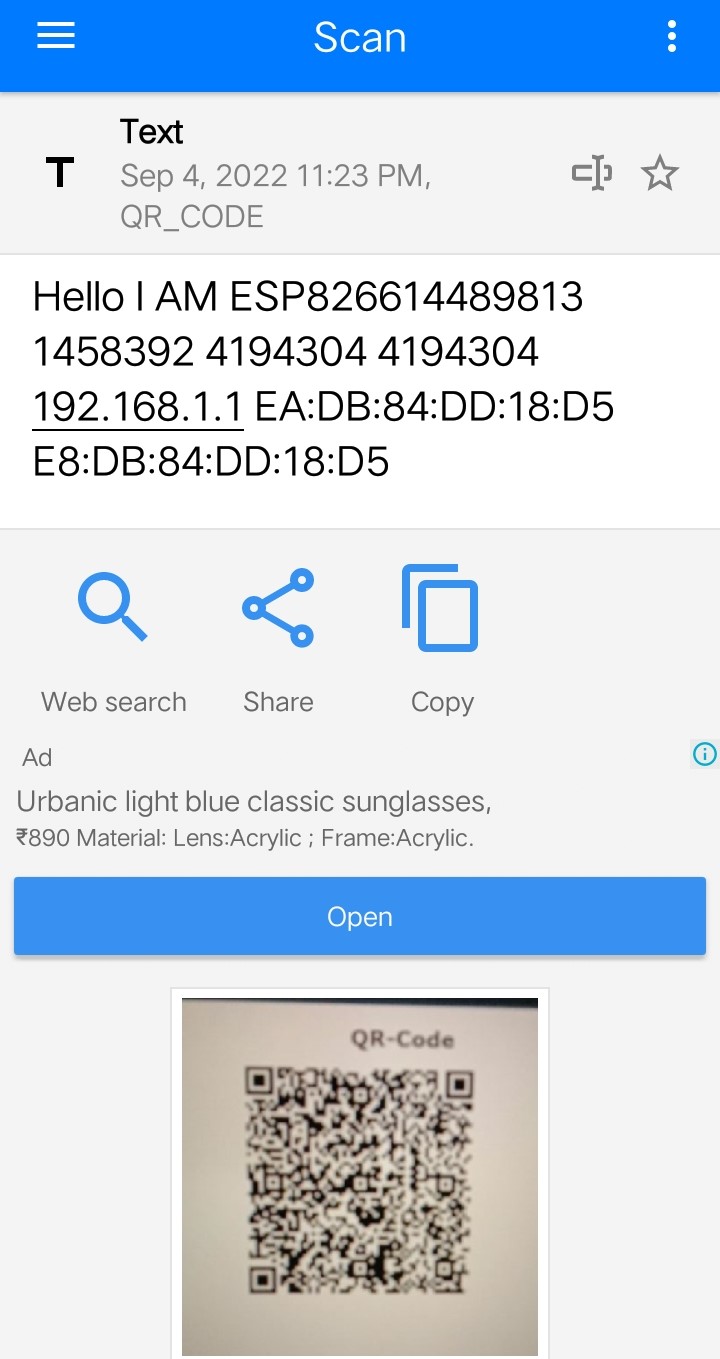 Scan
T
Text
Sep 4, 2022 11:23 PM,
QR_CODE
Hello I AM ESP826614489813
1458392 4194304 4194304
192.168.1.1 EA:DB:84:DD:18:D5
E8:DB:84:DD:18:D5
Web search
Share
Copy
Ad
Urbanic light blue classic sunglasses,
₹890 Material: Lens:Acrylic ; Frame:Acrylic.
Open
QR-Code